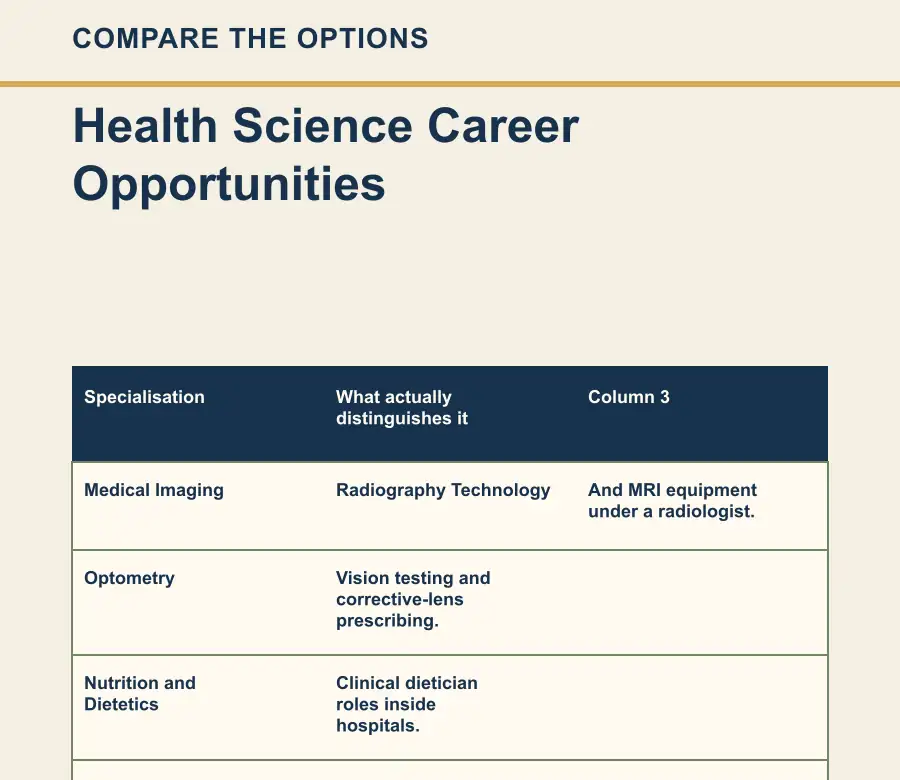 COMPARE THE OPTIONS
Health Science Career
Opportunities
Specialisation
What actually
distinguishes it
Column 3
Medical Imaging
Radiography Technology
And MRI equipment
under a radiologist.
Optometry
Vision testing and
corrective-lens
prescribing.
Nutrition and
Dietetics
Clinical dietician
roles inside
hospitals.